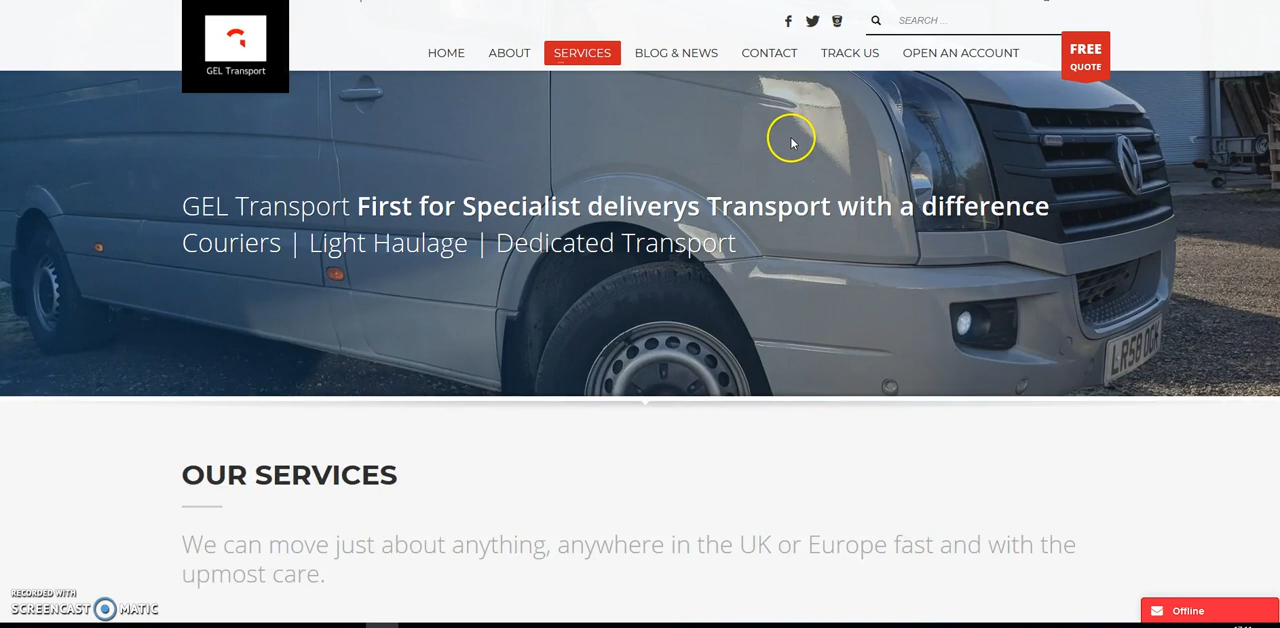 GEL Transport
SEARCH ...
HOME ABOUT SERVICES BLOG & NEWS CONTACT TRACK US OPEN AN ACCOUNT
FREE
QUOTE
GEL Transport First for Specialist deliverys Transport with a difference
Couriers | Light Haulage | Dedicated Transport
LR58 OGK
OUR SERVICES
We can move just about anything, anywhere in the UK or Europe fast and with the
upmost care.
RECORDED WITH
SCREENCAST MATIC
Offline